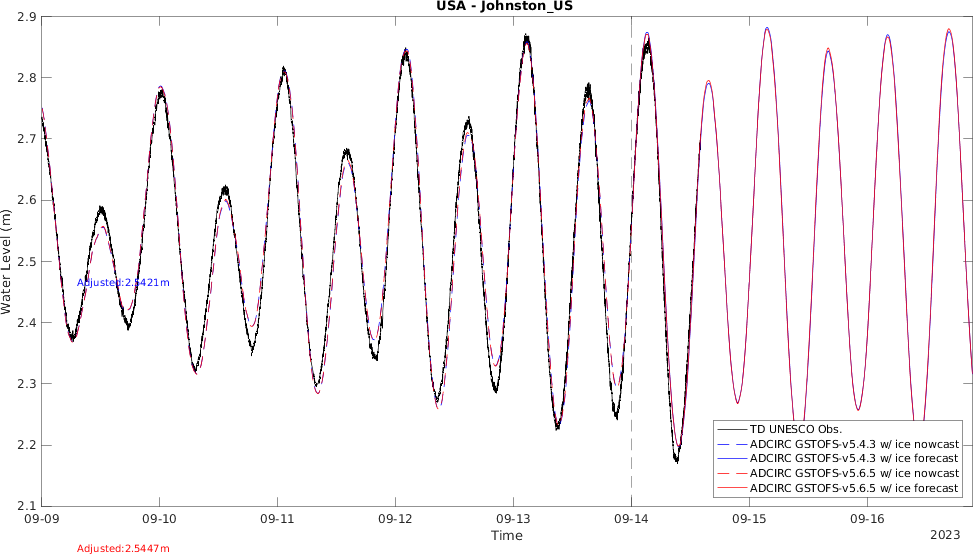 USA - Johnston_US
2.9
2.8
2.7
2.6
2.5
2.4
2.3
2.2
2.1
Water Level (m)
Adjusted:2.5421m
TD UNESCO Obs.
ADCIRC GSTOFS-v5.4.3 w/ ice nowcast
ADCIRC GSTOFS-v5.4.3 w/ ice forecast
ADCIRC GSTOFS-v5.6.5 w/ ice nowcast
ADCIRC GSTOFS-v5.6.5 w/ ice forecast
09-09 09-10 09-11 09-12 09-13 09-14 09-15 09-16
Time
2023
Adjusted:2.5447m